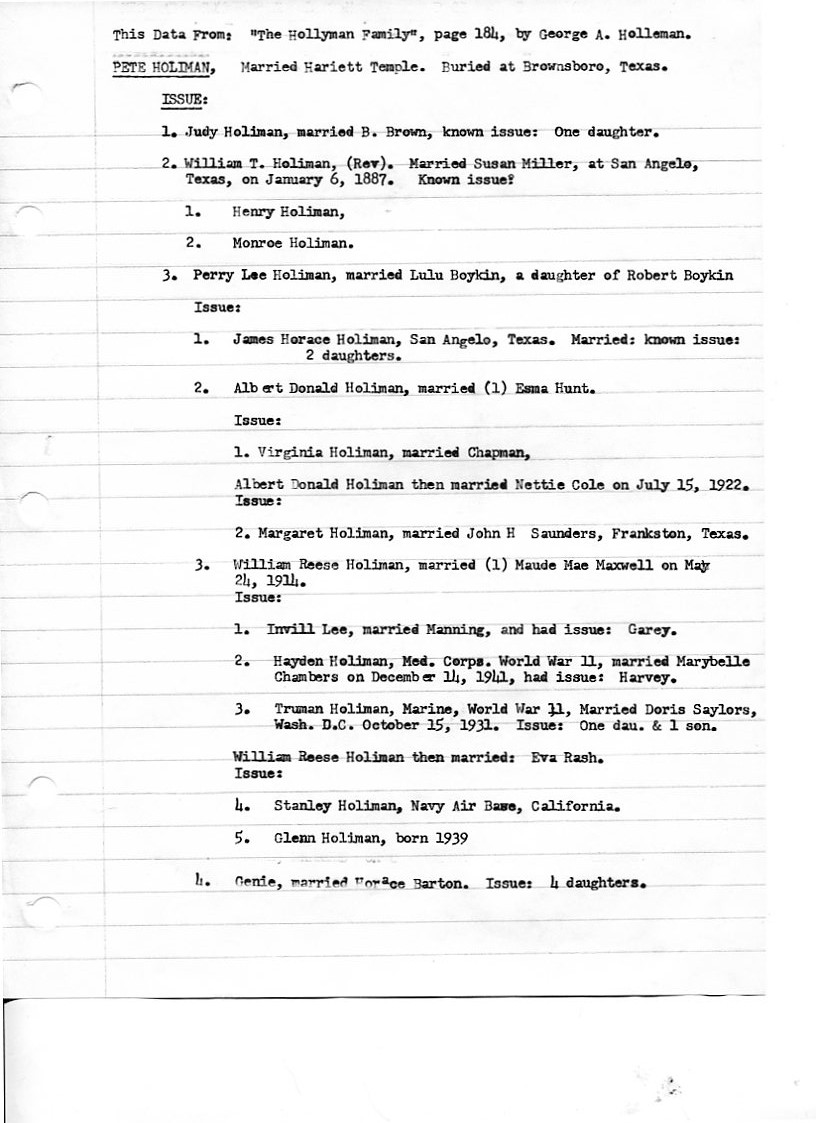 This Data From: "The Hollyman Family", page 184, by George A. Holleman.
PETE HOLIMAN, Married Hariett Temple. Buried at Brownsboro, Texas.
ISSUE:
1. Judy Holiman, married B. Brown, known issue: One daughter.
2. William T. Holiman, (Rev). Married Susan Miller, at San Angelo,
Texas, on January 6, 1887. Known issue?
1. Henry Holiman,
2. Monroe Holiman.
3. Perry Lee Holiman, married Lulu Boykin, a daughter of Robert Boykin
Issue:
1. James Horace Holiman, San Angelo, Texas. Married: known issue:
2 daughters.
2. Albert Donald Holiman, married (1) Esma Hunt.
Issue:
1. Virginia Holiman, married Chapman,
Albert Donald Holiman then married Nettie Cole on July 15, 1922.
Issue:
2. Margaret Holiman, married John H Saunders, Frankston, Texas.
3. William Reese Holiman, married (1) Maude Mae Maxwell on May
24, 1914.
Issue:
1. Invill Lee, married Manning, and had issue: Garey.
2. Hayden Holiman, Med. Corps. World War 11, married Marybelle
Chambers on December 14, 1941, had issue: Harvey.
3. Truman Holiman, Marine, World War 11, Married Doris Saylors,
Wash. D.C. October 15, 1931. Issue: One dau. & 1 son.
William Reese Holiman then married: Eva Rash.
Issue:
4. Stanley Holiman, Navy Air Base, California.
5. Glenn Holiman, born 1939
4. Genie, married Horace Barton. Issue: 4 daughters.